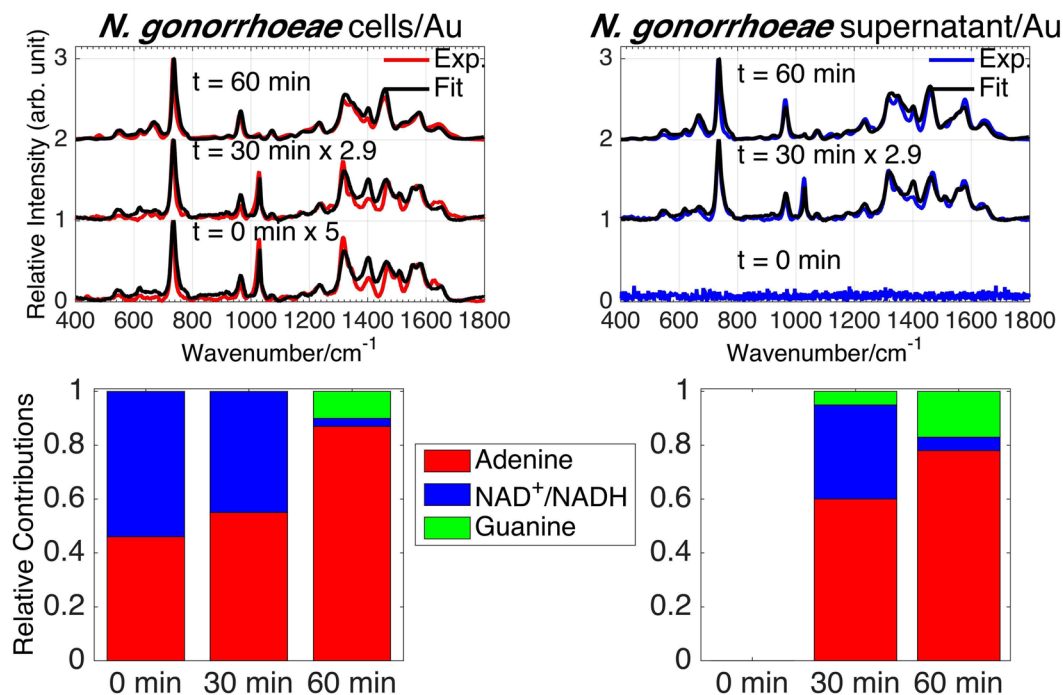 N. gonorrhoeae cells/Au
Relative Intensity (arb. unit)
3
2
1
0
Exp.
Fit
t = 60 min
t = 30 min x 2.9
t = 0 min x 5
400 600 800 1000 1200 1400 1600 1800
Wavenumber/cm⁻¹
N. gonorrhoeae supernatant/Au
3
2
1
0
Exp.
Fit
t = 60 min
t = 30 min x 2.9
t = 0 min
400 600 800 1000 1200 1400 1600 1800
Wavenumber/cm⁻¹
Relative Contributions
1
0.8
0.6
0.4
0.2
0
0 min 30 min 60 min
Adenine
NAD⁺/NADH
Guanine
1
0.8
0.6
0.4
0.2
0
0 min 30 min 60 min